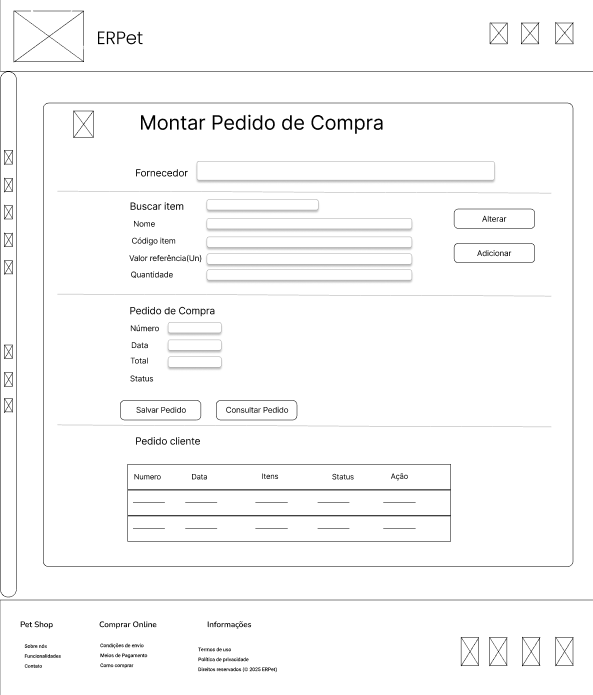 ERPet
Montar Pedido de Compra
Fornecedor
Buscar item
Nome
Código Item
Valor referência(Un)
Quantidade
Alterar
Adicionar
Pedido de Compra
Número
Data
Total
Status
Salvar Pedido
Consultar Pedido
Pedido cliente
Numero Data Itens Status Ação
Pet Shop
Sobre nós
Funcionalidades
Contato
Comprar Online
Condições de envio
Meios de Pagamento
Como comprar
Informações
Termos de uso
Política de privacidade
Direitos reservados (© 2025 ERPet)